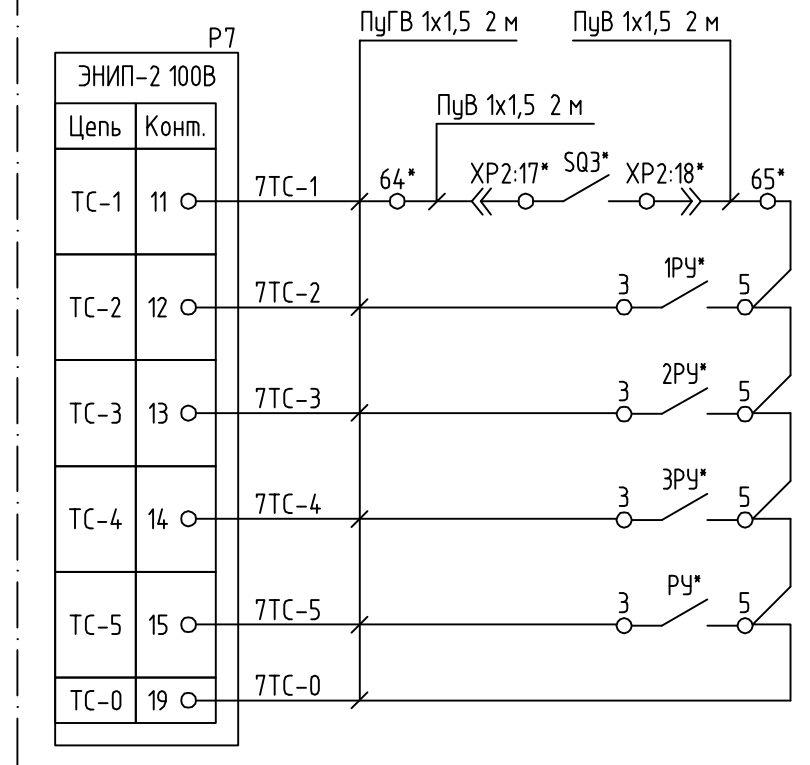 ПуГВ 1х1,5 2 м
ПуВ 1х1,5 2 м
Р7
ЭНИП-2 100В
ПуВ 1х1,5 2 м
Цепь Конт.
ТС-1 11 7ТС-1 64* ХР2:17* SQ3* ХР2:18* 65*
ТС-2 12 7ТС-2 3 1РУ* 5
ТС-3 13 7ТС-3 3 2РУ* 5
ТС-4 14 7ТС-4 3 3РУ* 5
ТС-5 15 7ТС-5 3 РУ* 5
ТС-0 19 7ТС-0